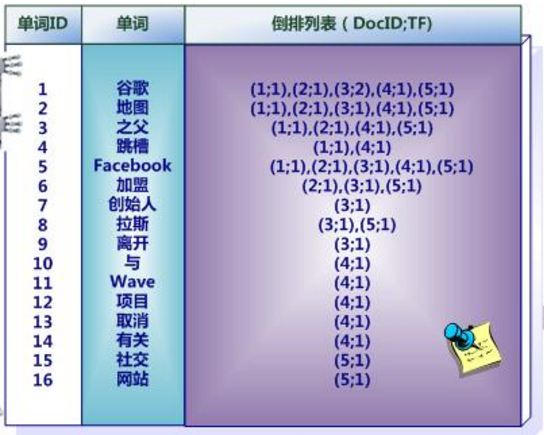 单词ID 单词 倒排列表（DocID;TF)
1 谷歌 (1;1),(2;1),(3;2),(4;1),(5;1)
2 地图 (1;1),(2;1),(3;1),(4;1),(5;1)
3 之父 (1;1),(2;1),(4;1),(5;1)
4 跳槽 (1;1),(4;1)
5 Facebook (1;1),(2;1),(3;1),(4;1),(5;1)
6 加盟 (2;1),(3;1),(5;1)
7 创始人 (3;1)
8 拉斯 (3;1),(5;1)
9 离开 (3;1)
10 与 (4;1)
11 Wave (4;1)
12 项目 (4;1)
13 取消 (4;1)
14 有关 (4;1)
15 社交 (5;1)
16 网站 (5;1)